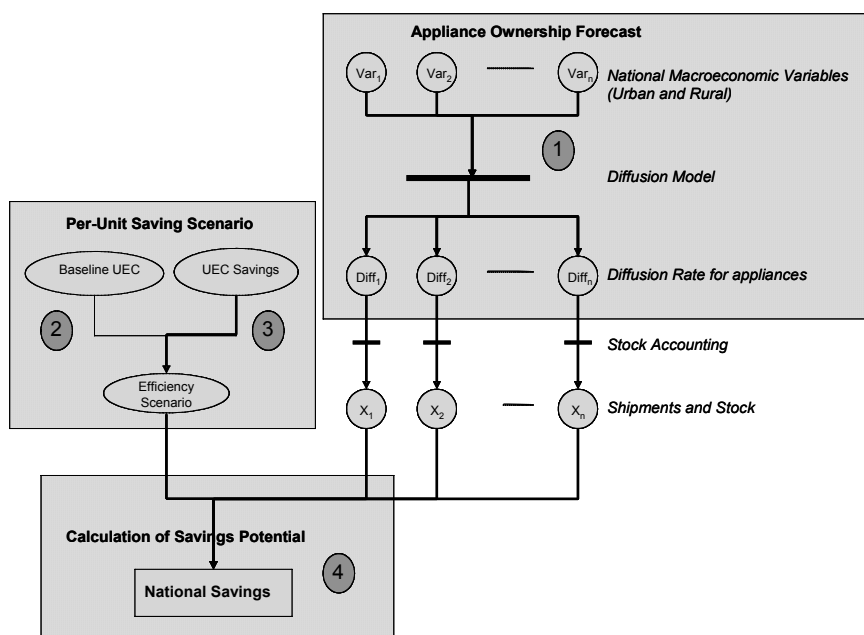 Appliance Ownership Forecast
Var1
Var2
Varn
National Macroeconomic Variables
(Urban and Rural)
1
Diffusion Model
Per-Unit Saving Scenario
Baseline UEC
UEC Savings
Diff1
Diff2
Diffn
Diffusion Rate for appliances
2
3
Stock Accounting
Efficiency
Scenario
X1
X2
Xn
Shipments and Stock
Calculation of Savings Potential
4
National Savings